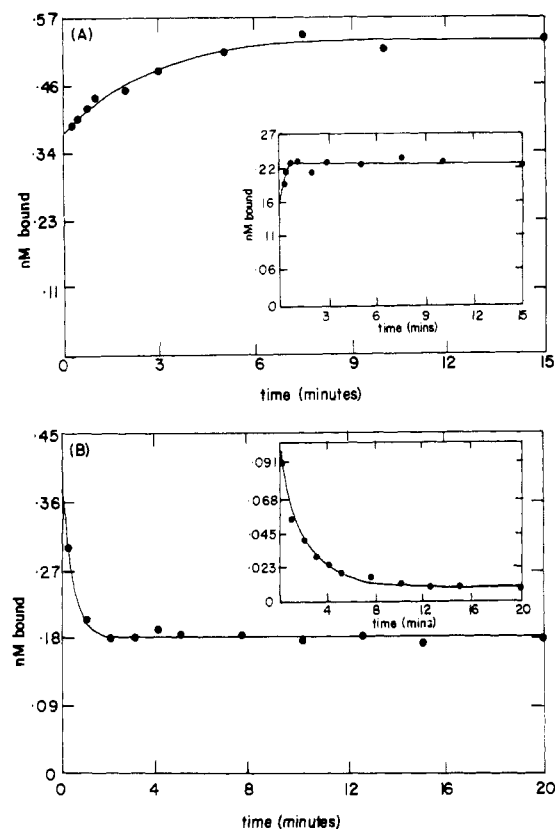 (A)
.57
.46
.34
.23
.11
nM bound
0 3 6 9 12 15
time (minutes)
.27
.22
.16
.11
.06
0
nM bound
3 6 9 12 15
time (mins)
(B)
.45
.36
.27
.18
.09
0
nM bound
0 4 8 12 16 20
time (minutes)
.091
.068
.045
.023
0
4 8 12 16 20
time (mins)